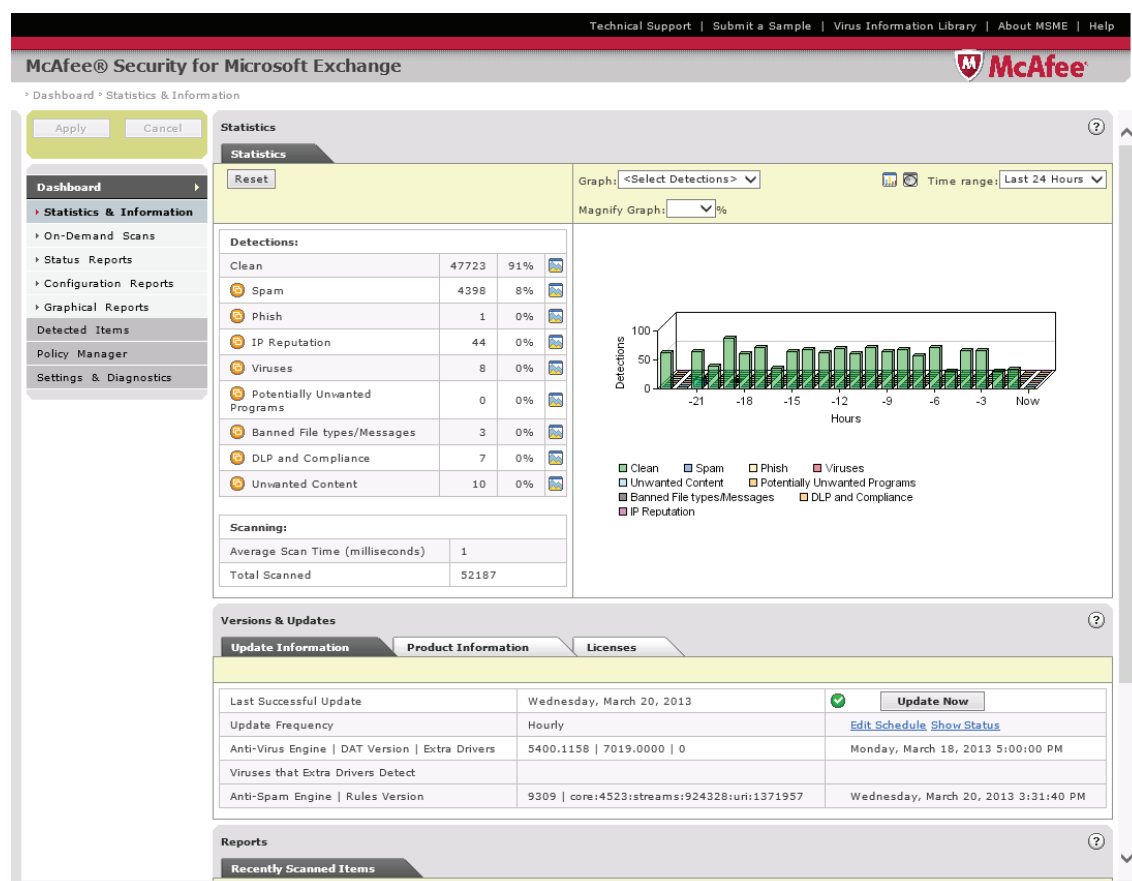 Technical Support | Submit a Sample | Virus Information Library | About MSME | Help
McAfee® Security for Microsoft Exchange
McAfee
Dashboard Statistics & Information
Apply Cancel
Dashboard
Statistics & Information
On-Demand Scans
Status Reports
Configuration Reports
Graphical Reports
Detected Items
Policy Manager
Settings & Diagnostics
Statistics ?
Statistics
Reset
Graph: <Select Detections> Time range: Last 24 Hours
Magnify Graph: %
Detections:
Clean 47723 91%
Spam 4398 8%
Phish 1 0%
IP Reputation 44 0%
Viruses 8 0%
Potentially Unwanted
Programs 0 0%
Banned File types/Messages 3 0%
DLP and Compliance 7 0%
Unwanted Content 10 0%
Scanning:
Average Scan Time (milliseconds) 1
Total Scanned 52187
Detections
100
50
0
-21 -18 -15 -12 -9 -6 -3 Now
Hours
Clean Spam Phish Viruses
Unwanted Content Potentially Unwanted Programs
Banned File types/Messages DLP and Compliance
IP Reputation
Versions & Updates ?
Update Information Product Information Licenses
Last Successful Update Wednesday, March 20, 2013 Update Now
Update Frequency Hourly Edit Schedule Show Status
Anti-Virus Engine | DAT Version | Extra Drivers 5400.1158 | 7019.0000 | 0 Monday, March 18, 2013 5:00:00 PM
Viruses that Extra Drivers Detect
Anti-Spam Engine | Rules Version 9309 | core:4523:streams:924328:uri:1371957 Wednesday, March 20, 2013 3:31:40 PM
Reports ?
Recently Scanned Items